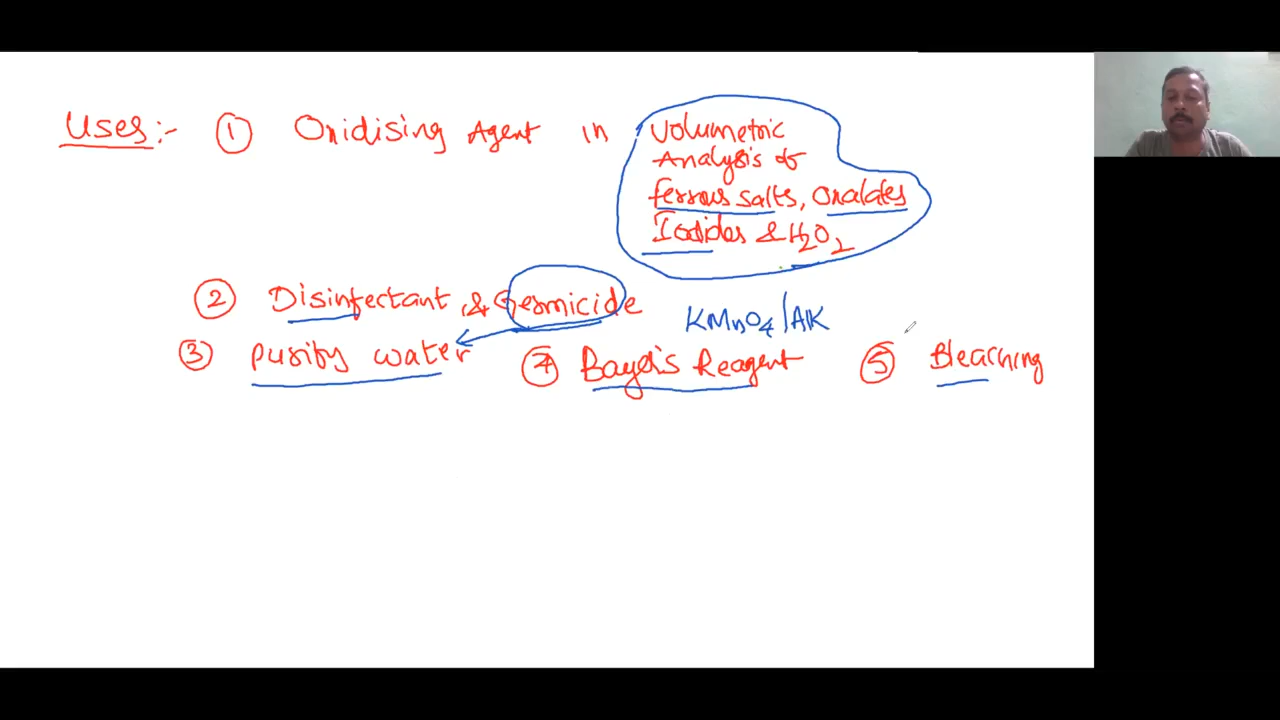 Uses:- ① Oxidising Agent in volumetric
Analysis of
ferrous salts, Oxalates
Iodides & H₂O₂
② Disinfectant & Germicide
KMnO₄/Alk
③ Purify water ④ Bayer's Reagent ⑤ Bleaching